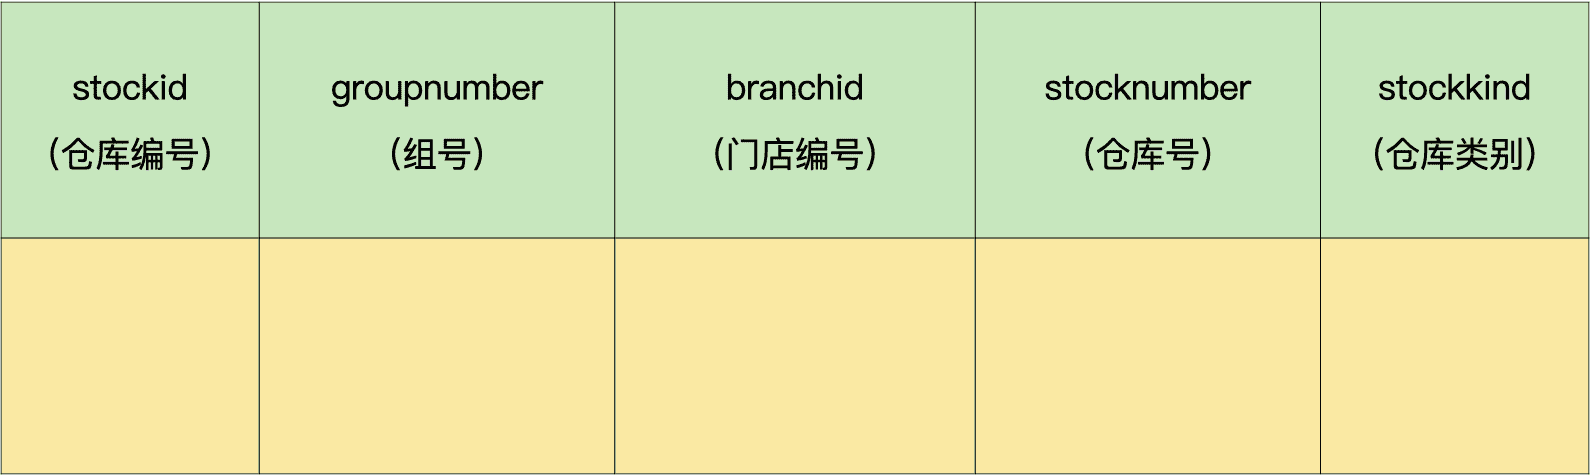 stockid
（仓库编号）
groupnumber
（组号）
branchid
（门店编号）
stocknumber
（仓库号）
stockkind
（仓库类别）